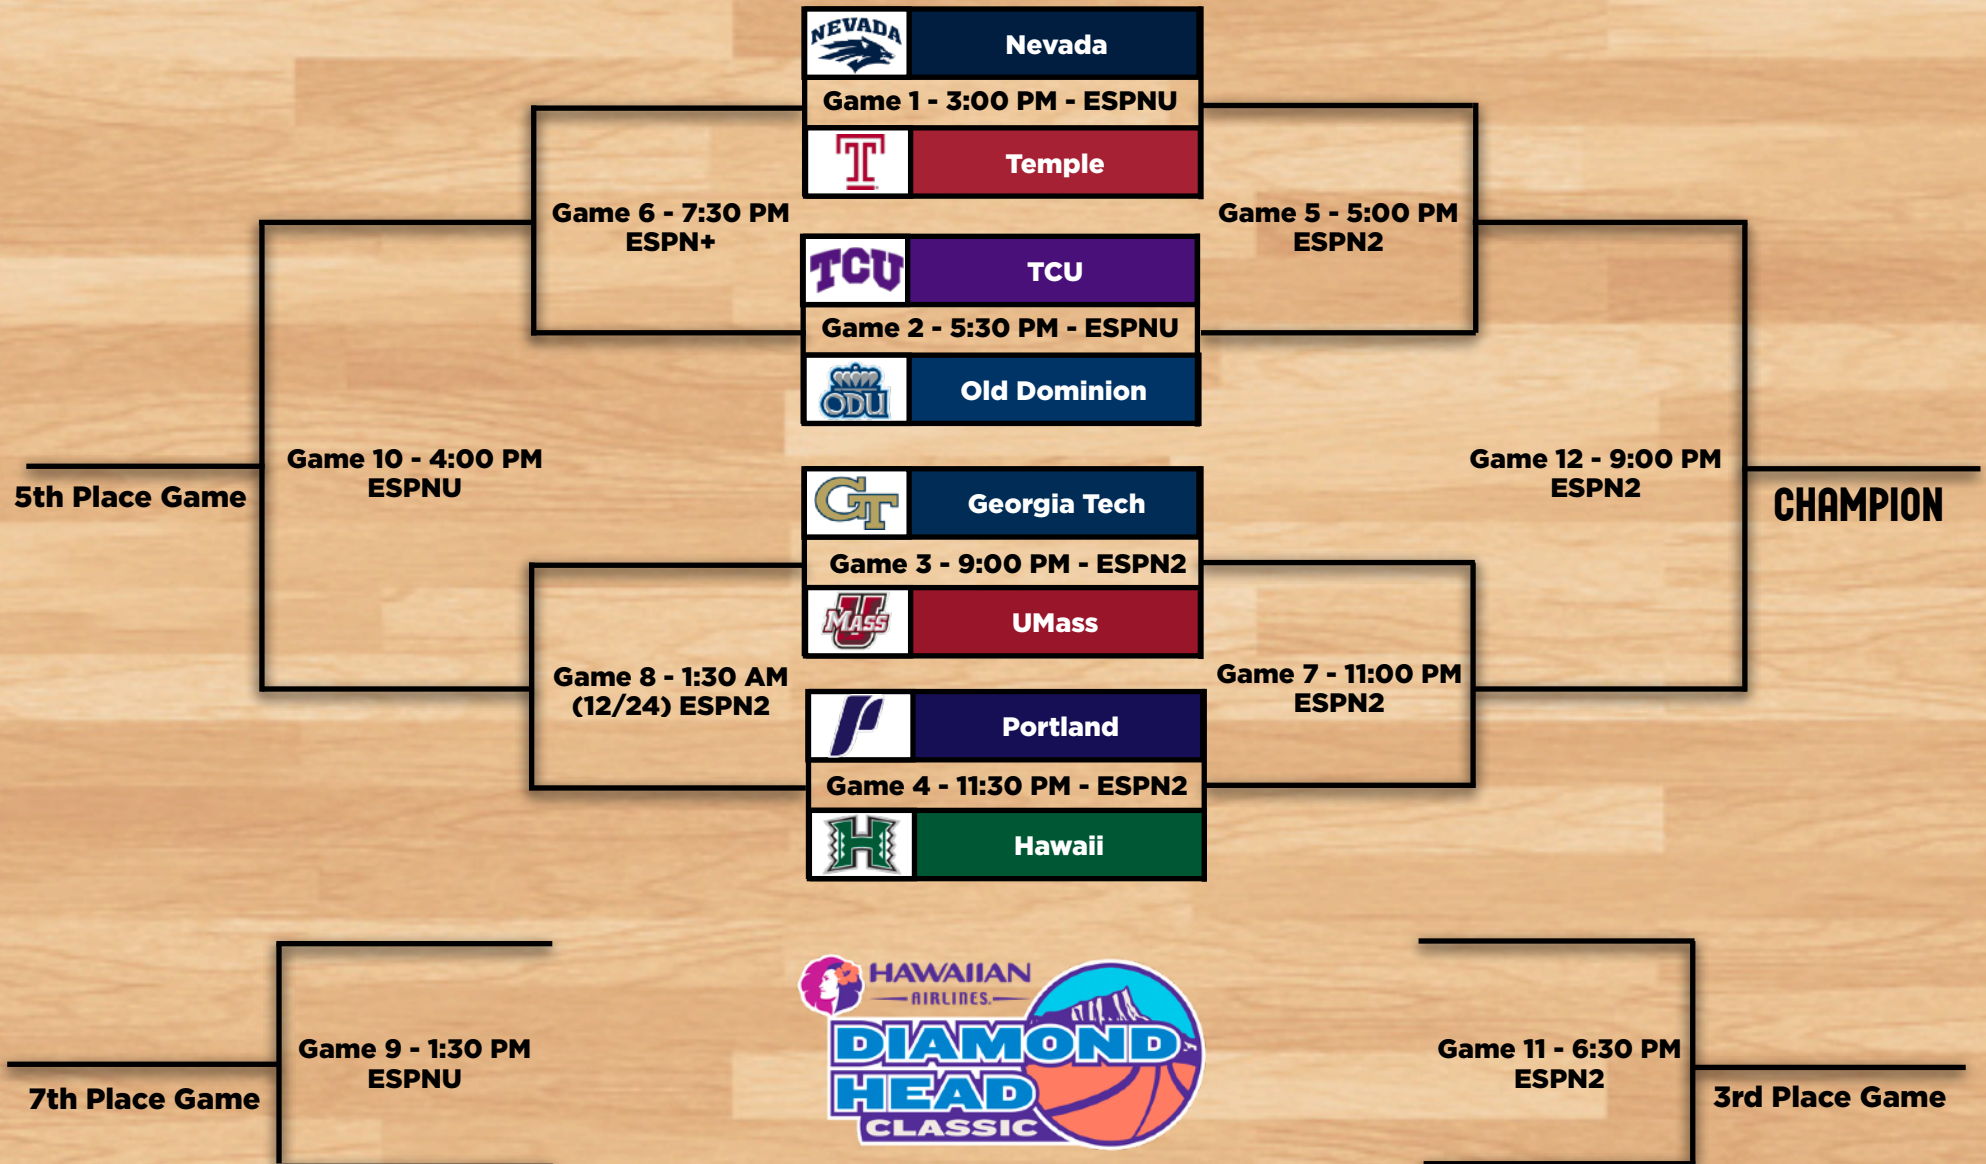 NEVADA
Nevada
Game 1 - 3:00 PM - ESPNU
T
Temple
Game 6 - 7:30 PM
ESPN+
Game 5 - 5:00 PM
ESPN2
TCU
TCU
Game 2 - 5:30 PM - ESPNU
ODU
Old Dominion
Game 10 - 4:00 PM
ESPNU
5th Place Game
Game 12 - 9:00 PM
ESPN2
CHAMPION
GT
Georgia Tech
Game 3 - 9:00 PM - ESPN2
U
MASS
UMass
Game 8 - 1:30 AM
(12/24) ESPN2
Game 7 - 11:00 PM
ESPN2
P
Portland
Game 4 - 11:30 PM - ESPN2
H
Hawaii
Game 9 - 1:30 PM
ESPNU
7th Place Game
HAWAIIAN
AIRLINES.
DIAMOND
HEAD
CLASSIC
Game 11 - 6:30 PM
ESPN2
3rd Place Game